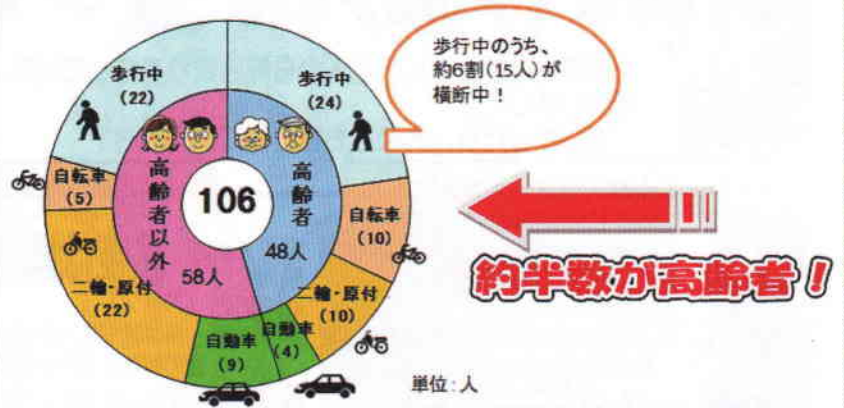 歩行中
(22)
歩行中
(24)
歩行中のうち、
約6割(15人)が
横断中！
自転車
(5)
高齢者以外
58人
106
高齢者
48人
自転車
(10)
約半数が高齢者！
二輪・原付
(22)
二輪・原付
(10)
自動車
(9)
自動車
(4)
単位：人